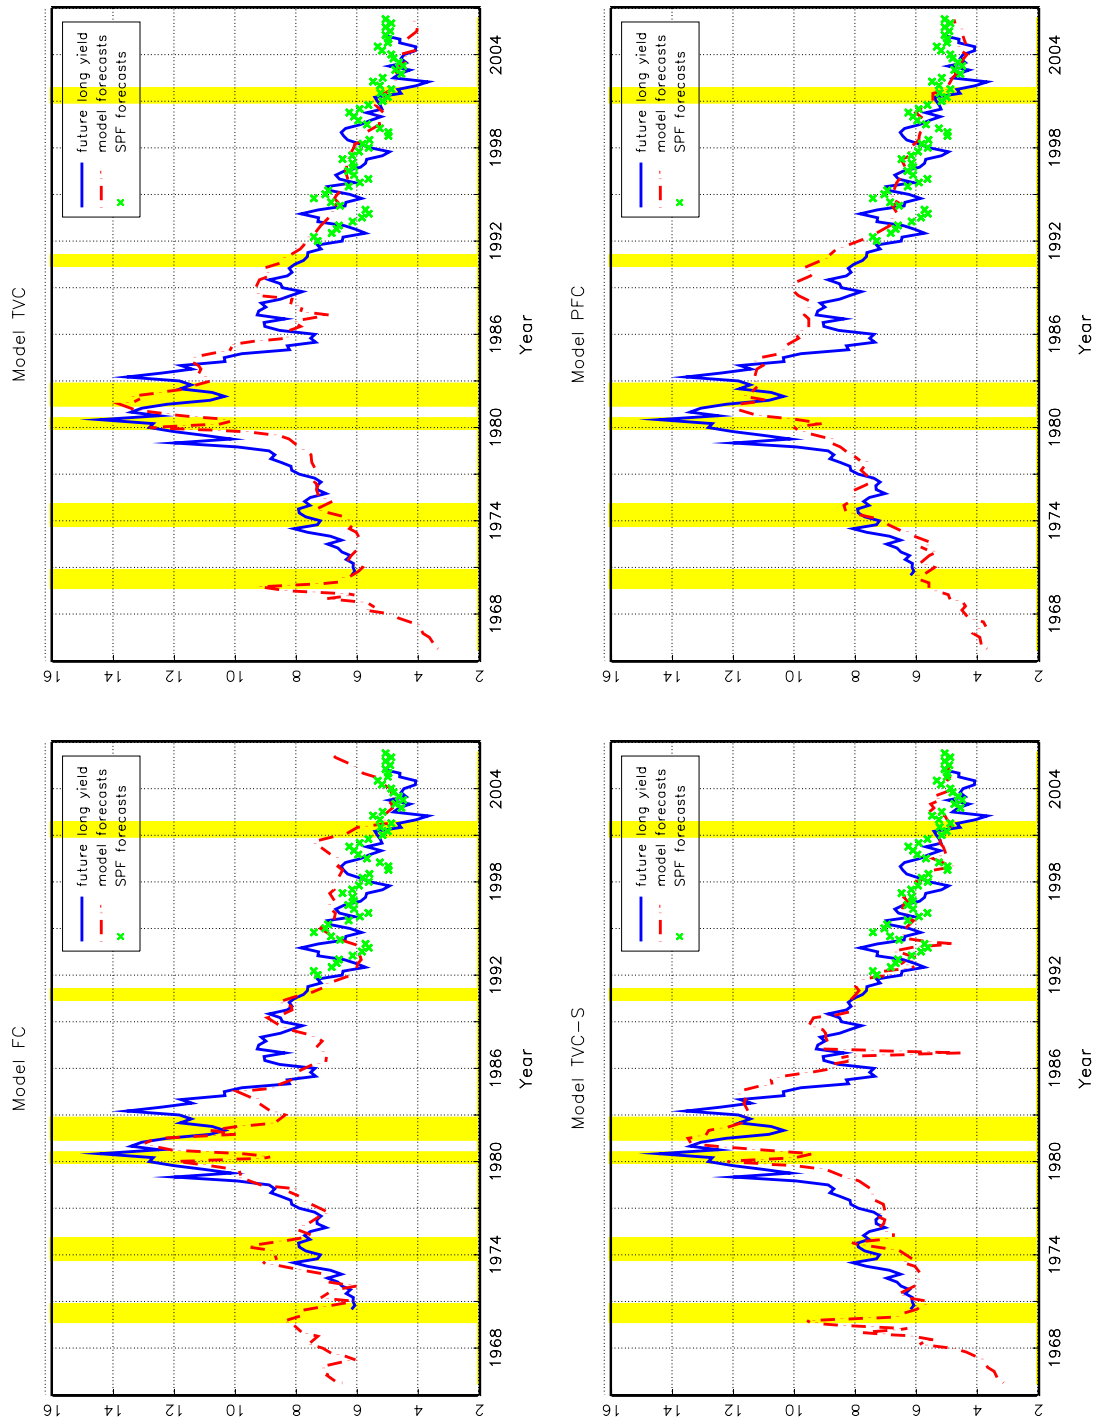 Model FC
16
14
12
10
8
6
4
2
future long yield
model forecasts
SPF forecasts
1968 1974 1980 1986 1992 1998 2004
Year
Model TVC
16
14
12
10
8
6
4
2
future long yield
model forecasts
SPF forecasts
1968 1974 1980 1986 1992 1998 2004
Year
Model TVC-S
16
14
12
10
8
6
4
2
future long yield
model forecasts
SPF forecasts
1968 1974 1980 1986 1992 1998 2004
Year
Model PFC
16
14
12
10
8
6
4
2
future long yield
model forecasts
SPF forecasts
1968 1974 1980 1986 1992 1998 2004
Year